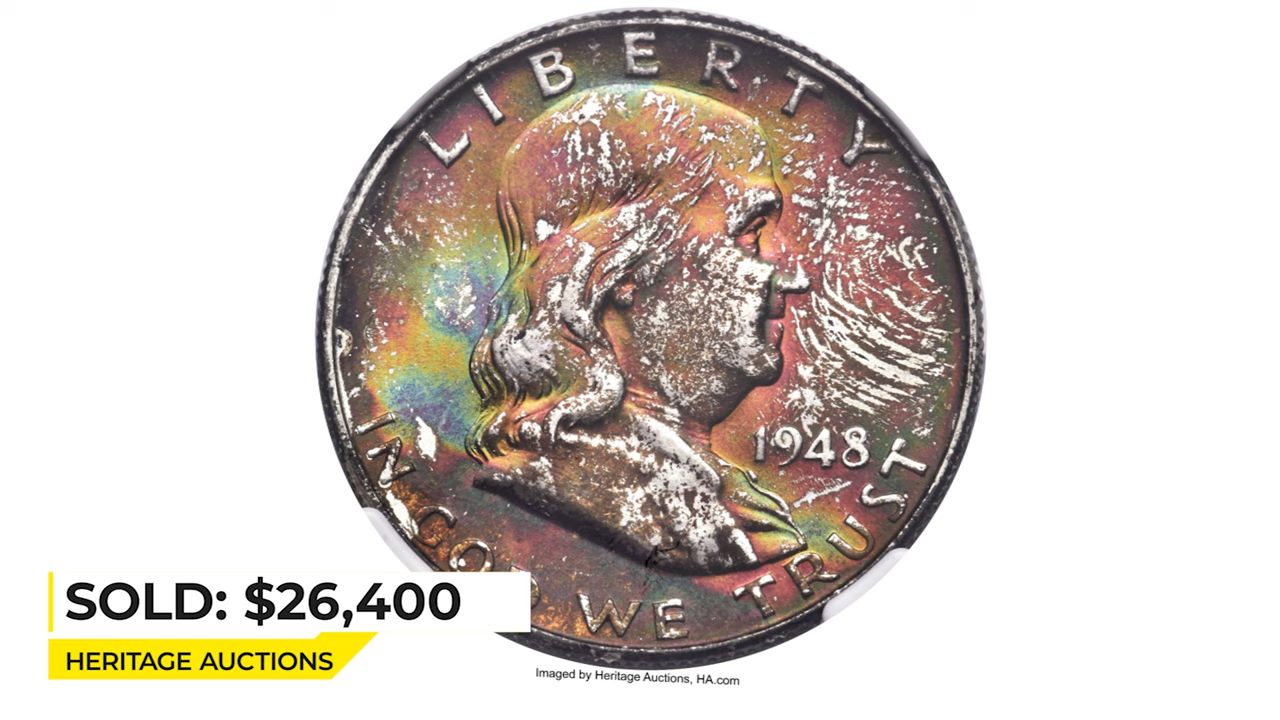 LIBERTY
1948
IN GOD WE TRUST
SOLD: $26,400
HERITAGE AUCTIONS
Imaged by Heritage Auctions, HA.com